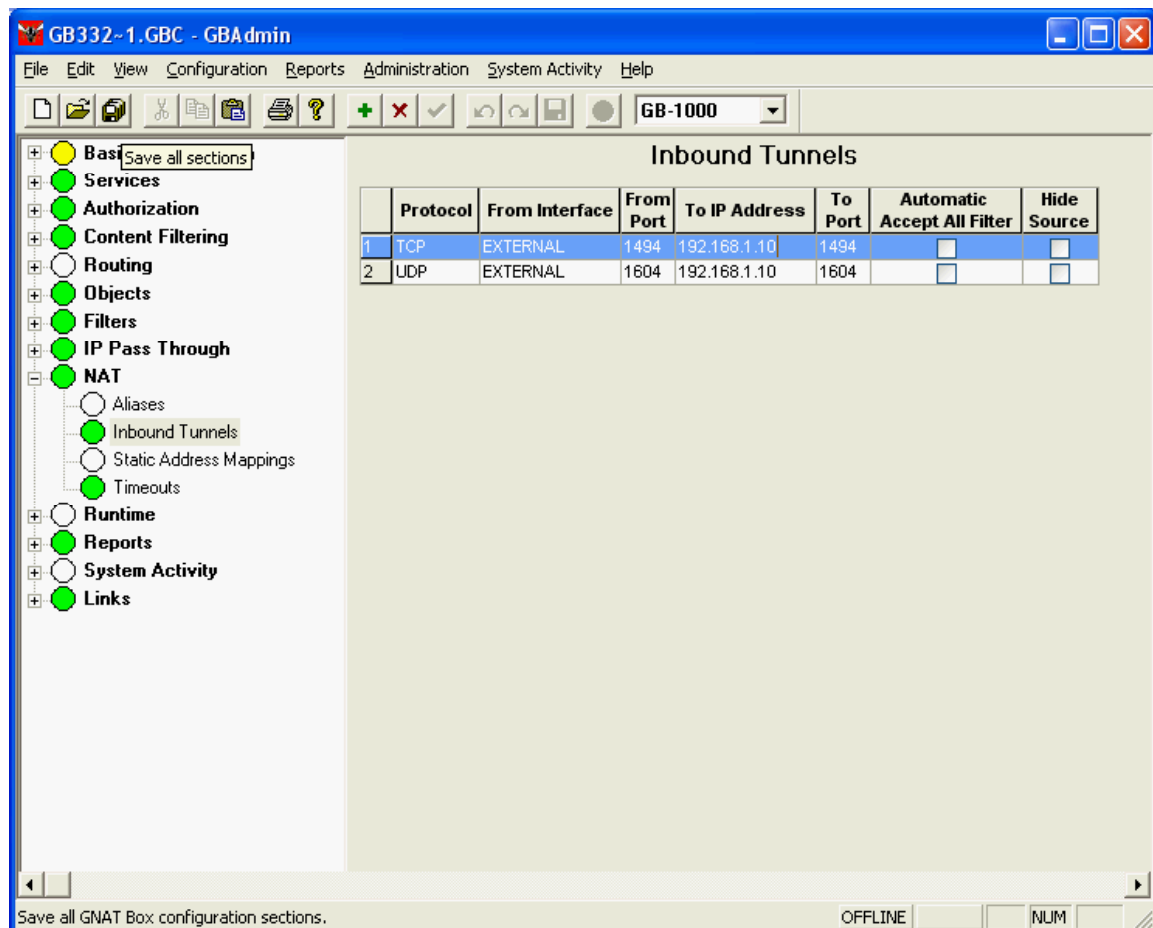 GB332~1.GBC - GBAdmin
File Edit View Configuration Reports Administration System Activity Help
GB-1000
Basi
Save all sections
Services
Authorization
Content Filtering
Routing
Objects
Filters
IP Pass Through
NAT
Aliases
Inbound Tunnels
Static Address Mappings
Timeouts
Runtime
Reports
System Activity
Links
Inbound Tunnels
Protocol From Interface From Port To IP Address To Port Automatic Accept All Filter Hide Source
1 TCP EXTERNAL 1494 192.168.1.10 1494
2 UDP EXTERNAL 1604 192.168.1.10 1604
Save all GNAT Box configuration sections. OFFLINE NUM